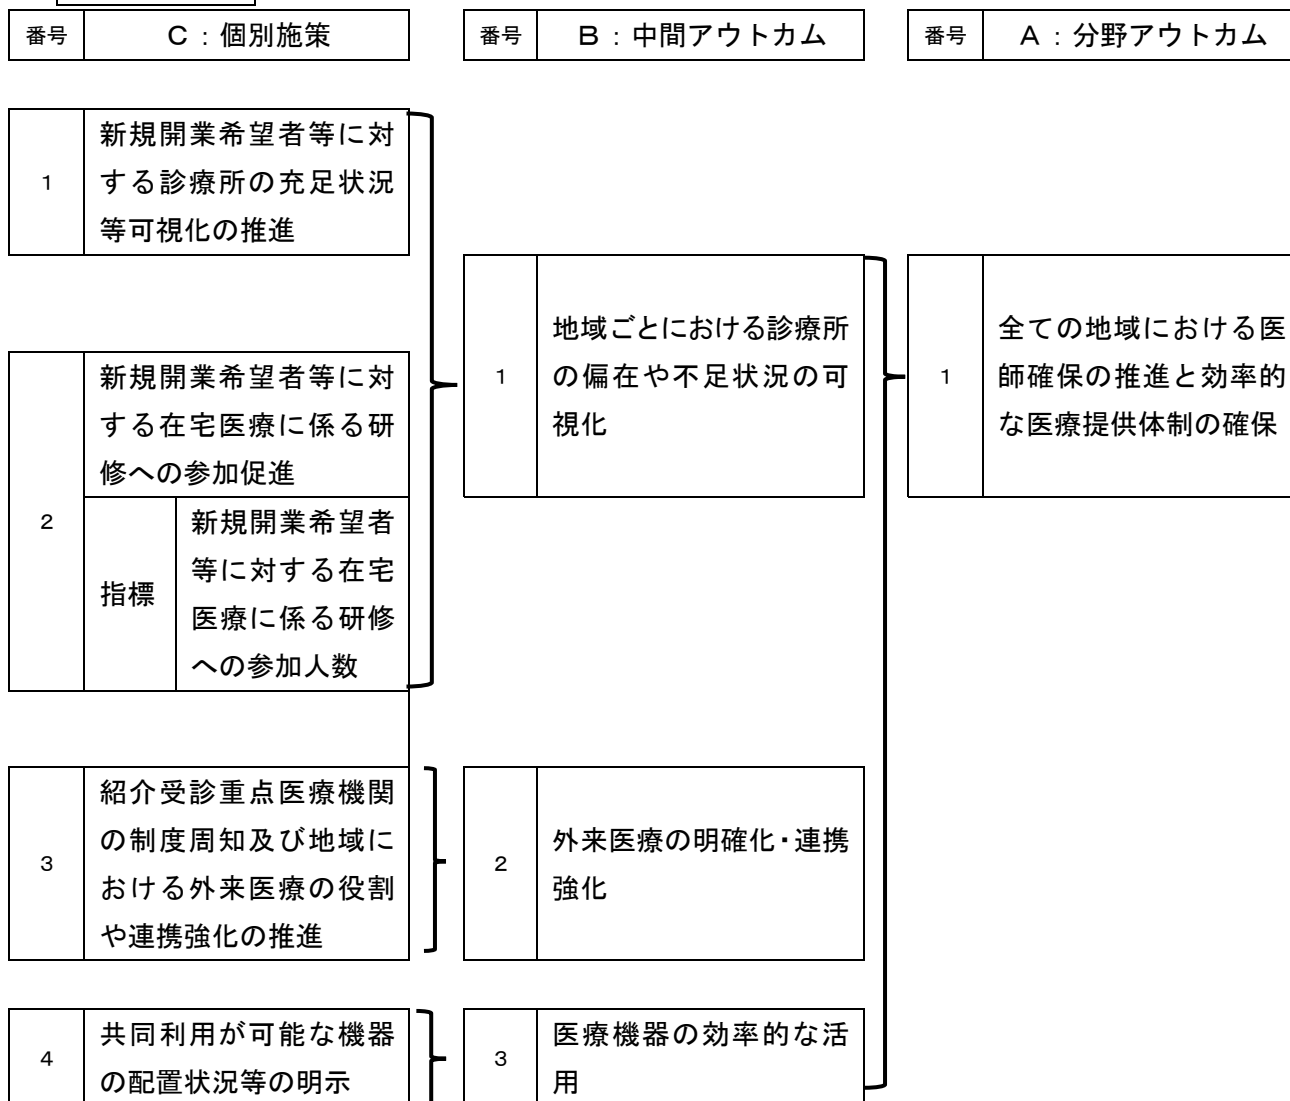 番号 C：個別施策 番号 B：中間アウトカム 番号 A：分野アウトカム
1
新規開業希望者等に対
する診療所の充足状況
等可視化の推進
2
新規開業希望者等に対
する在宅医療に係る研
修への参加促進
指標
新規開業希望者
等に対する在宅
医療に係る研修
への参加人数
3
紹介受診重点医療機関
の制度周知及び地域に
おける外来医療の役割
や連携強化の推進
4
共同利用が可能な機器
の配置状況等の明示
1
地域ごとにおける診療所
の偏在や不足状況の可
視化
2
外来医療の明確化・連携
強化
3
医療機器の効率的な活
用
1
全ての地域における医
師確保の推進と効率的
な医療提供体制の確保